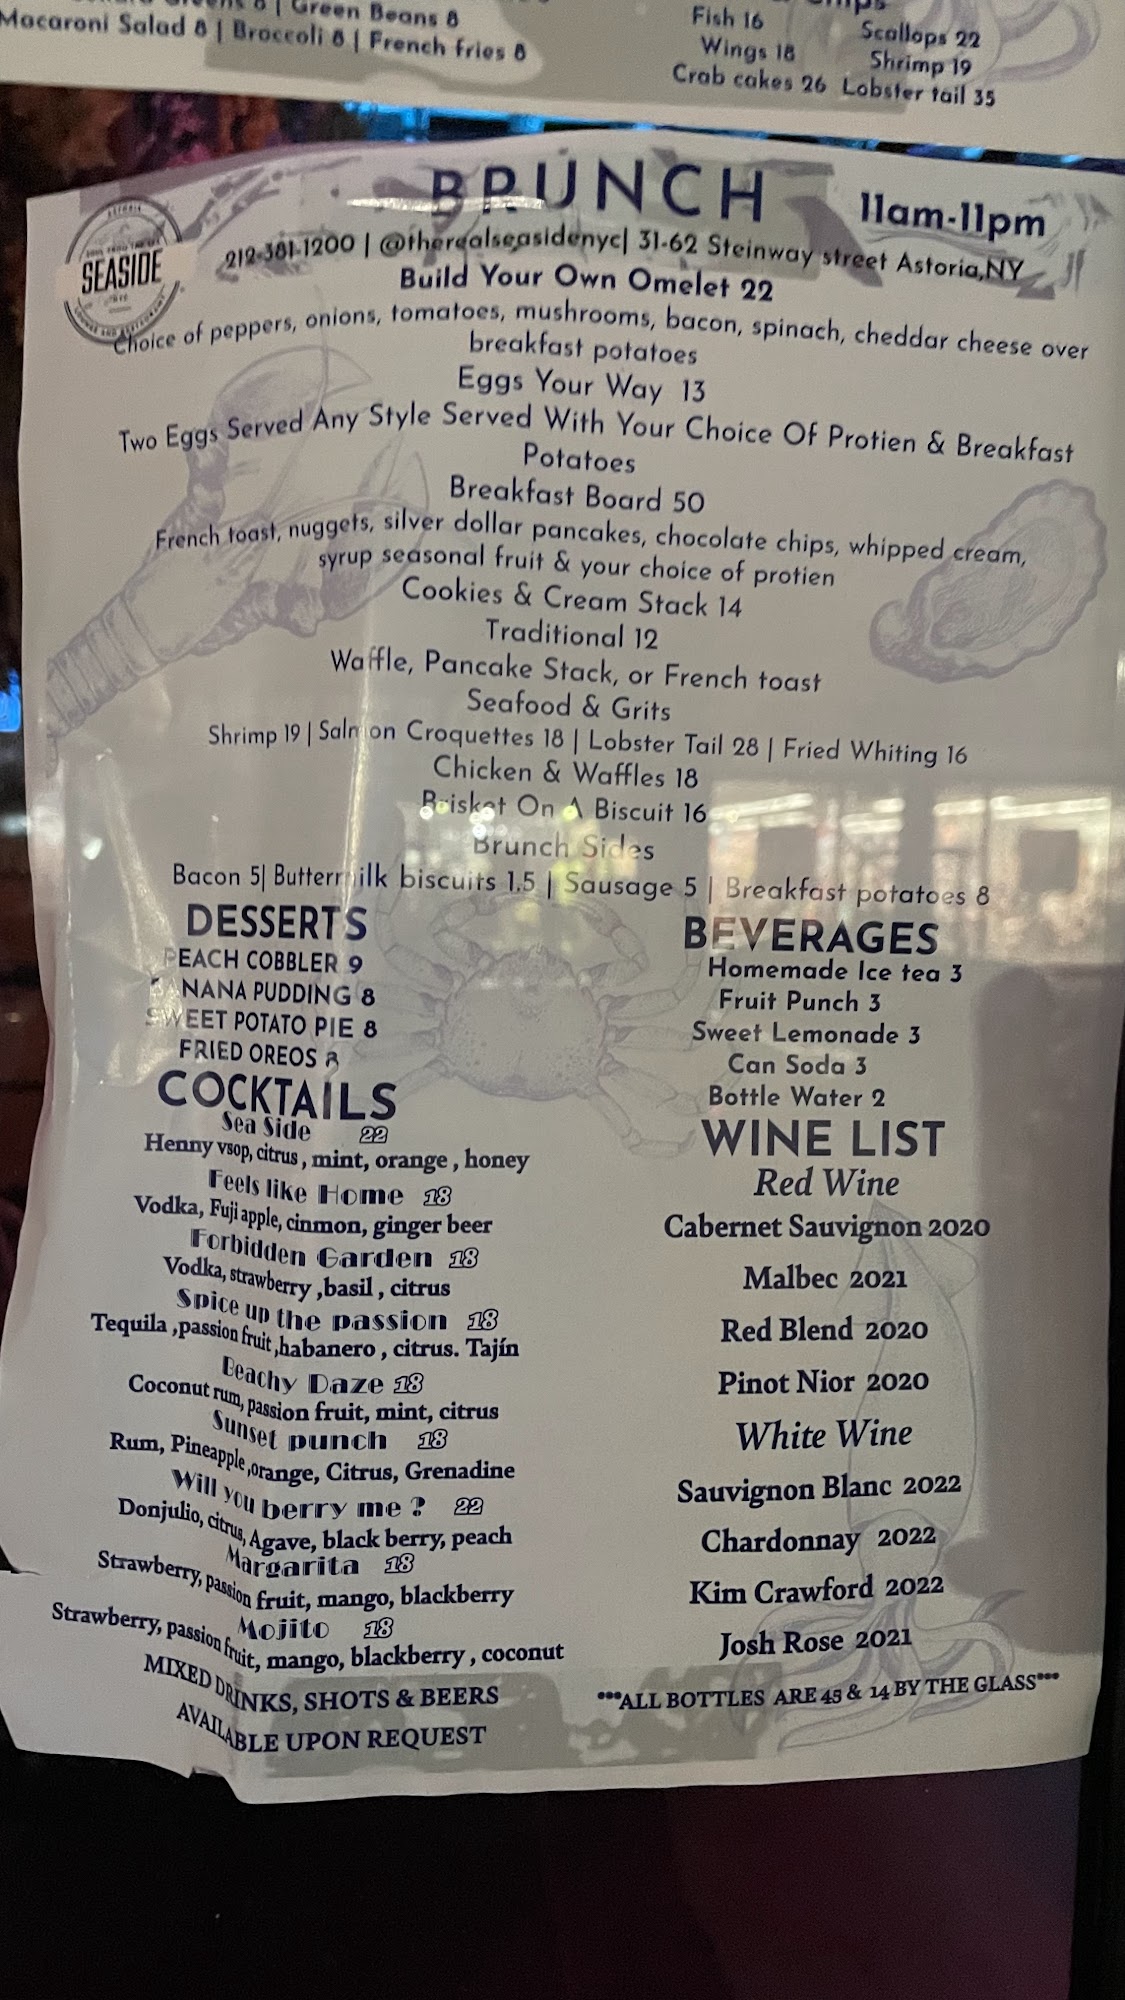 Greens 8 | Green Beans 8
Macaroni Salad 8 | Broccoli 8 | French fries 8
Fish 16 Scallops 22
Wings 18 Shrimp 19
Crab cakes 26 Lobster tail 35
BRUNCH 11am-11pm
SEASIDE
212-381-1200 | @therealseasidenyc| 31-62 Steinway street Astoria,NY
Build Your Own Omelet 22
Choice of peppers, onions, tomatoes, mushrooms, bacon, spinach, cheddar cheese over
breakfast potatoes
Eggs Your Way 13
Two Eggs Served Any Style Served With Your Choice Of Protien & Breakfast
Potatoes
Breakfast Board 50
French toast, nuggets, silver dollar pancakes, chocolate chips, whipped cream,
syrup seasonal fruit & your choice of protien
Cookies & Cream Stack 14
Traditional 12
Waffle, Pancake Stack, or French toast
Seafood & Grits
Shrimp 19 | Salmon Croquettes 18 | Lobster Tail 28 | Fried Whiting 16
Chicken & Waffles 18
Brisket On A Biscuit 16
Brunch Sides
Bacon 5| Buttermilk biscuits 1.5 | Sausage 5 | Breakfast potatoes 8
DESSERTS
PEACH COBBLER 9
BANANA PUDDING 8
SWEET POTATO PIE 8
FRIED OREOS 8
COCKTAILS
Sea Side 22
Henny vsop, citrus , mint, orange , honey
Feels like Home 18
Vodka, Fuji apple, cinmon, ginger beer
Forbidden Garden 18
Vodka, strawberry ,basil , citrus
Spice up the passion 18
Tequila ,passion fruit ,habanero , citrus. Tajín
Beachy Daze 18
Coconut rum, passion fruit, mint, citrus
Sunset punch 18
Rum, Pineapple ,orange, Citrus, Grenadine
Will you berry me ? 22
Donjulio, citrus, Agave, black berry, peach
Margarita 18
Strawberry, passion fruit, mango, blackberry
Mojito 18
Strawberry, passion fruit, mango, blackberry , coconut
MIXED DRINKS, SHOTS & BEERS
AVAILABLE UPON REQUEST
BEVERAGES
Homemade Ice tea 3
Fruit Punch 3
Sweet Lemonade 3
Can Soda 3
Bottle Water 2
WINE LIST
Red Wine
Cabernet Sauvignon 2020
Malbec 2021
Red Blend 2020
Pinot Nior 2020
White Wine
Sauvignon Blanc 2022
Chardonnay 2022
Kim Crawford 2022
Josh Rose 2021
***ALL BOTTLES ARE 45 & 14 BY THE GLASS***